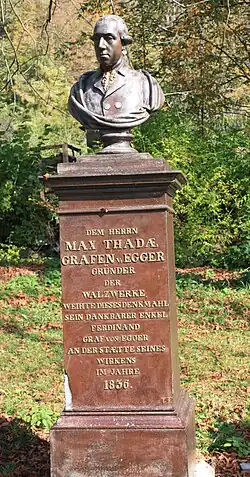 DEM HERRN
MAX THADÆ.
GRAFEN v. EGGER
GRÜNDER
DER
WALZWERKE
WEIHTE DIESES DENKMAHL
SEIN DANKBARER ENKEL
FERDINAND
GRAF von EGGER
AN DER STÆTTE SEINES
WIRKENS
IM JAHRE
1836.